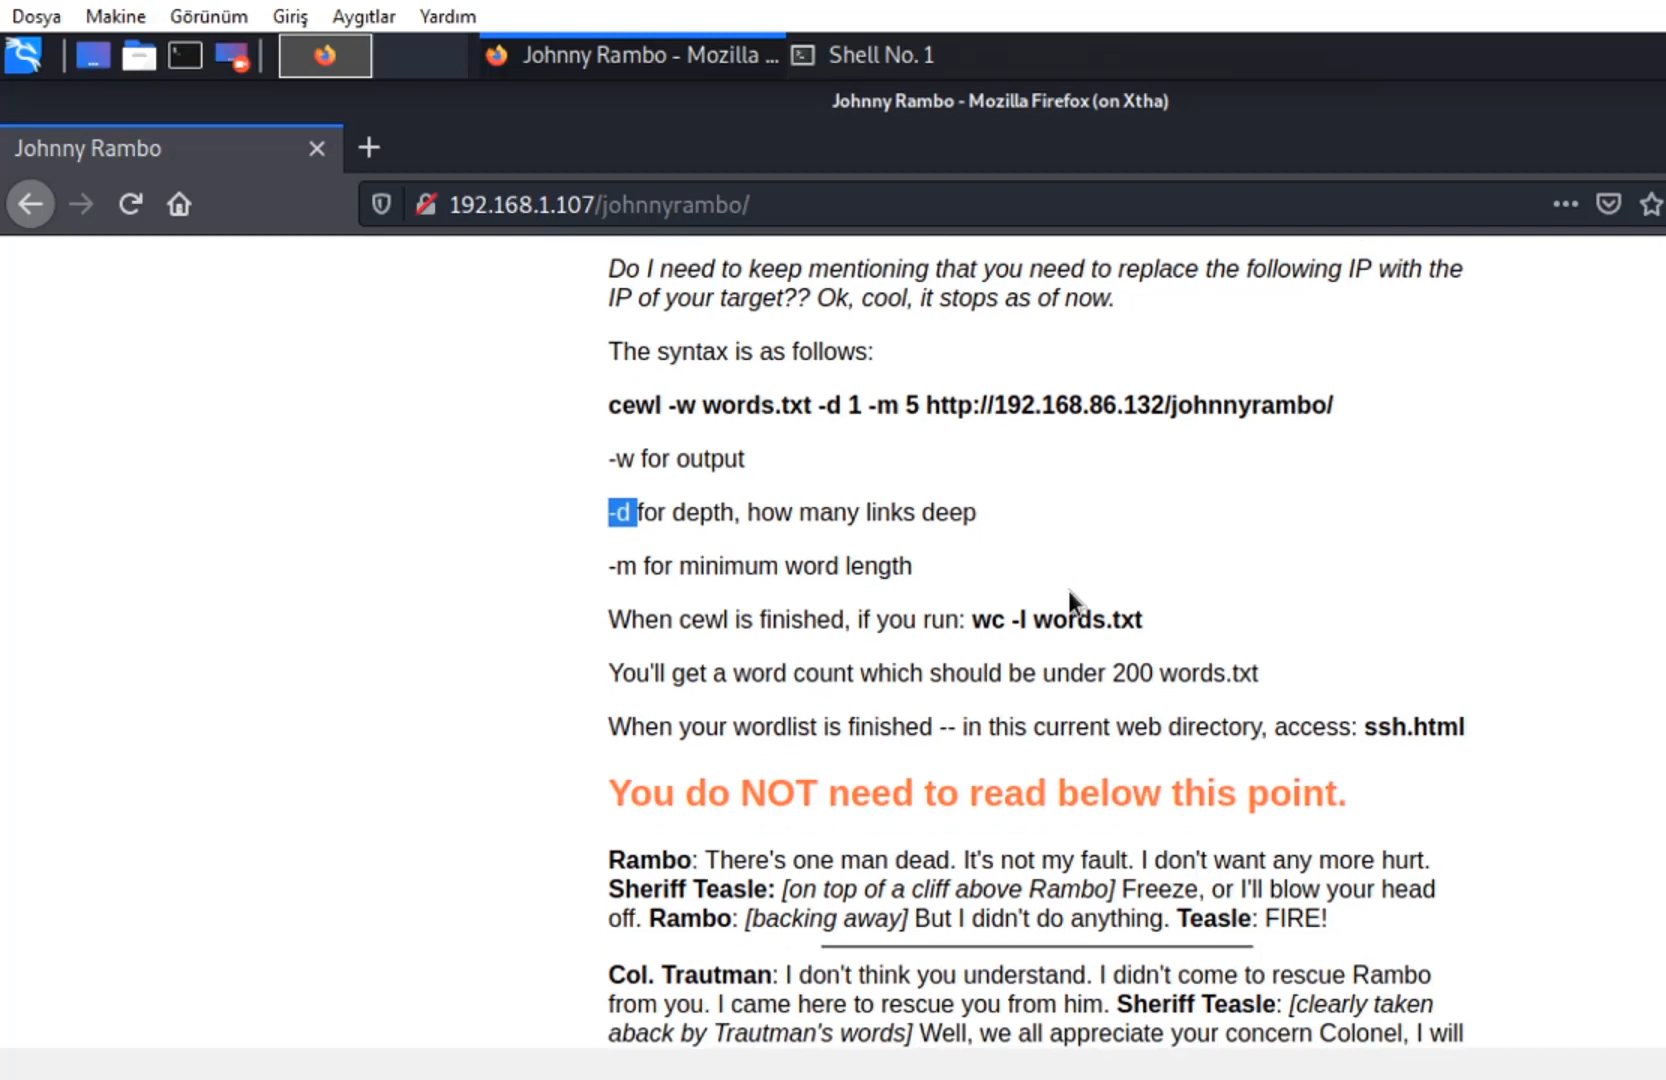 Dosya Makine Görünüm Giriş Aygıtlar Yardım
Johnny Rambo - Mozilla ... Shell No. 1
Johnny Rambo - Mozilla Firefox (on Xtha)
Johnny Rambo
192.168.1.107/johnnyrambo/
Do I need to keep mentioning that you need to replace the following IP with the
IP of your target?? Ok, cool, it stops as of now.
The syntax is as follows:
cewl -w words.txt -d 1 -m 5 http://192.168.86.132/johnnyrambo/
-w for output
-d for depth, how many links deep
-m for minimum word length
When cewl is finished, if you run: wc -l words.txt
You'll get a word count which should be under 200 words.txt
When your wordlist is finished -- in this current web directory, access: ssh.html
You do NOT need to read below this point.
Rambo: There's one man dead. It's not my fault. I don't want any more hurt.
Sheriff Teasle: [on top of a cliff above Rambo] Freeze, or I'll blow your head
off. Rambo: [backing away] But I didn't do anything. Teasle: FIRE!
Col. Trautman: I don't think you understand. I didn't come to rescue Rambo
from you. I came here to rescue you from him. Sheriff Teasle: [clearly taken
aback by Trautman's words] Well, we all appreciate your concern Colonel, I will